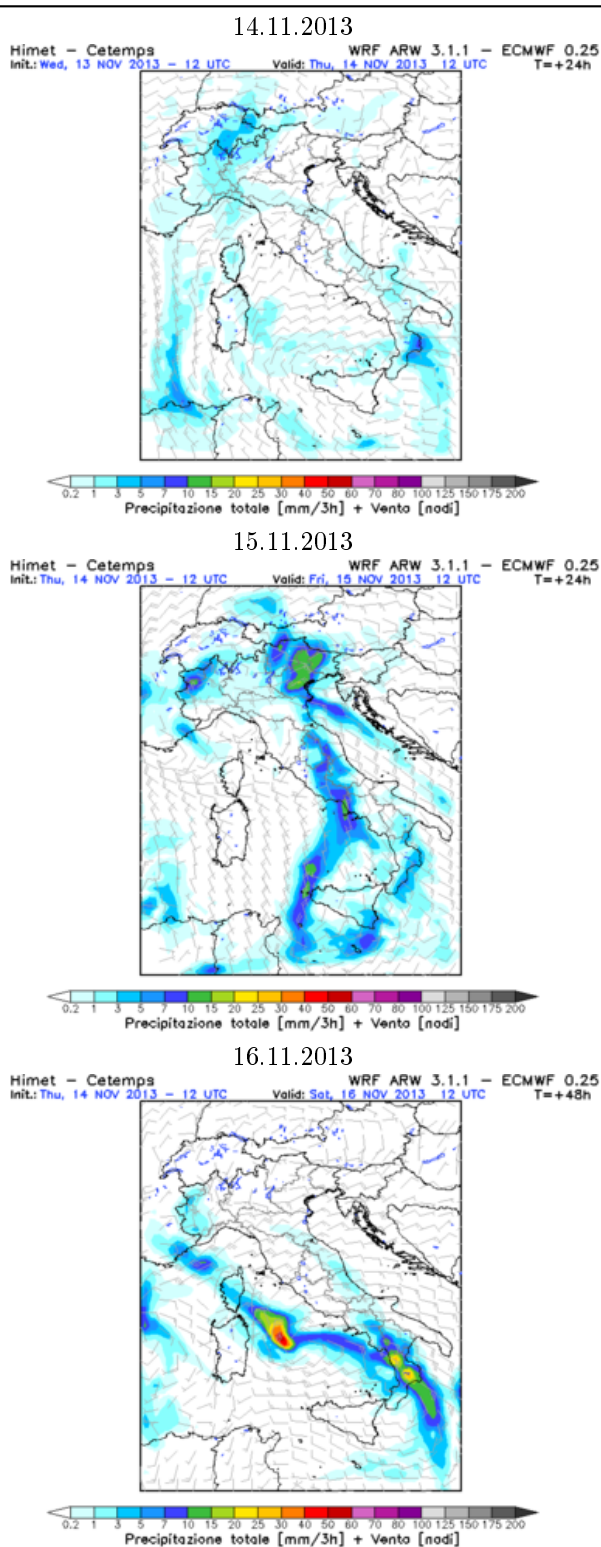 14.11.2013
Himet – Cetemps WRF ARW 3.1.1 – ECMWF 0.25
Init.: Wed, 13 NOV 2013 – 12 UTC Valid: Thu, 14 NOV 2013 12 UTC T=+24h
0.2 1 3 5 7 10 15 20 25 30 40 50 60 70 80 100 125 150 175 200
Precipitazione totale [mm/3h] + Vento [nodi]
15.11.2013
Himet – Cetemps WRF ARW 3.1.1 – ECMWF 0.25
Init.: Thu, 14 NOV 2013 – 12 UTC Valid: Fri, 15 NOV 2013 12 UTC T=+24h
0.2 1 3 5 7 10 15 20 25 30 40 50 60 70 80 100 125 150 175 200
Precipitazione totale [mm/3h] + Vento [nodi]
16.11.2013
Himet – Cetemps WRF ARW 3.1.1 – ECMWF 0.25
Init.: Thu, 14 NOV 2013 – 12 UTC Valid: Sat, 16 NOV 2013 12 UTC T=+48h
0.2 1 3 5 7 10 15 20 25 30 40 50 60 70 80 100 125 150 175 200
Precipitazione totale [mm/3h] + Vento [nodi]